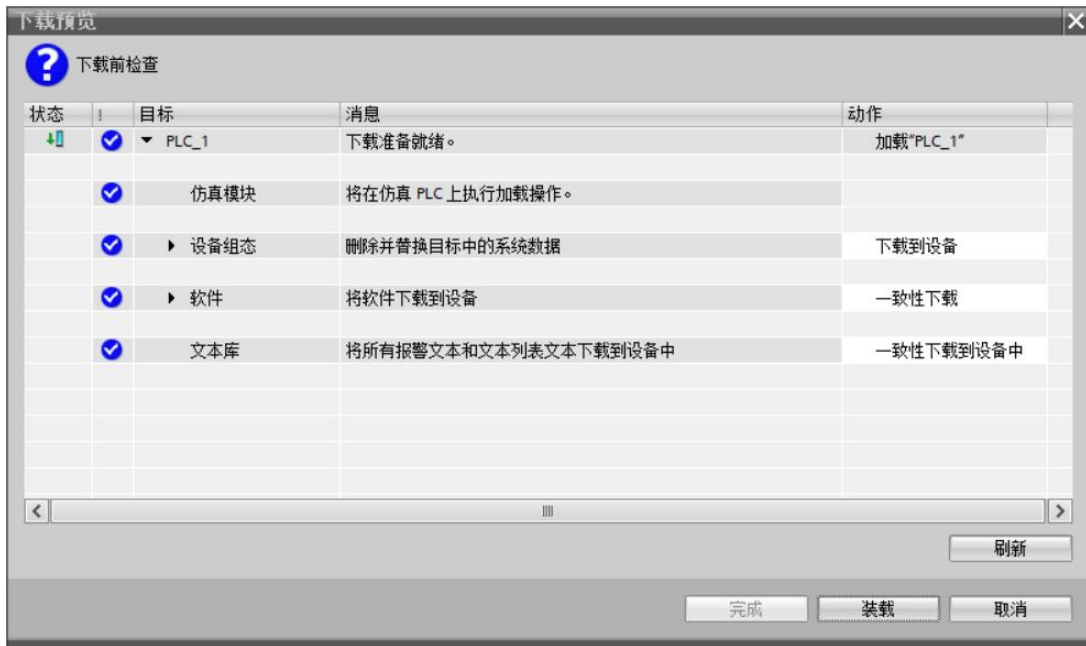 下载预览
下载前检查
状态 ! 目标 消息 动作
PLC_1 下载准备就绪。 加载"PLC_1"
仿真模块 将在仿真 PLC 上执行加载操作。
设备组态 删除并替换目标中的系统数据 下载到设备
软件 将软件下载到设备 一致性下载
文本库 将所有报警文本和文本列表文本下载到设备中 一致性下载到设备中
刷新
完成 装载 取消